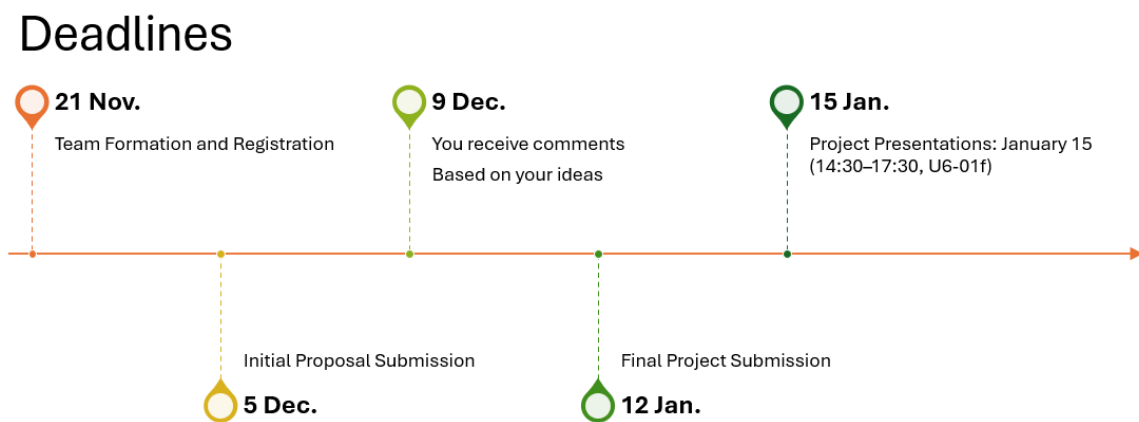 Deadlines
21 Nov.
Team Formation and Registration
9 Dec.
You receive comments
Based on your ideas
15 Jan.
Project Presentations: January 15
(14:30–17:30, U6-01f)
Initial Proposal Submission
5 Dec.
Final Project Submission
12 Jan.